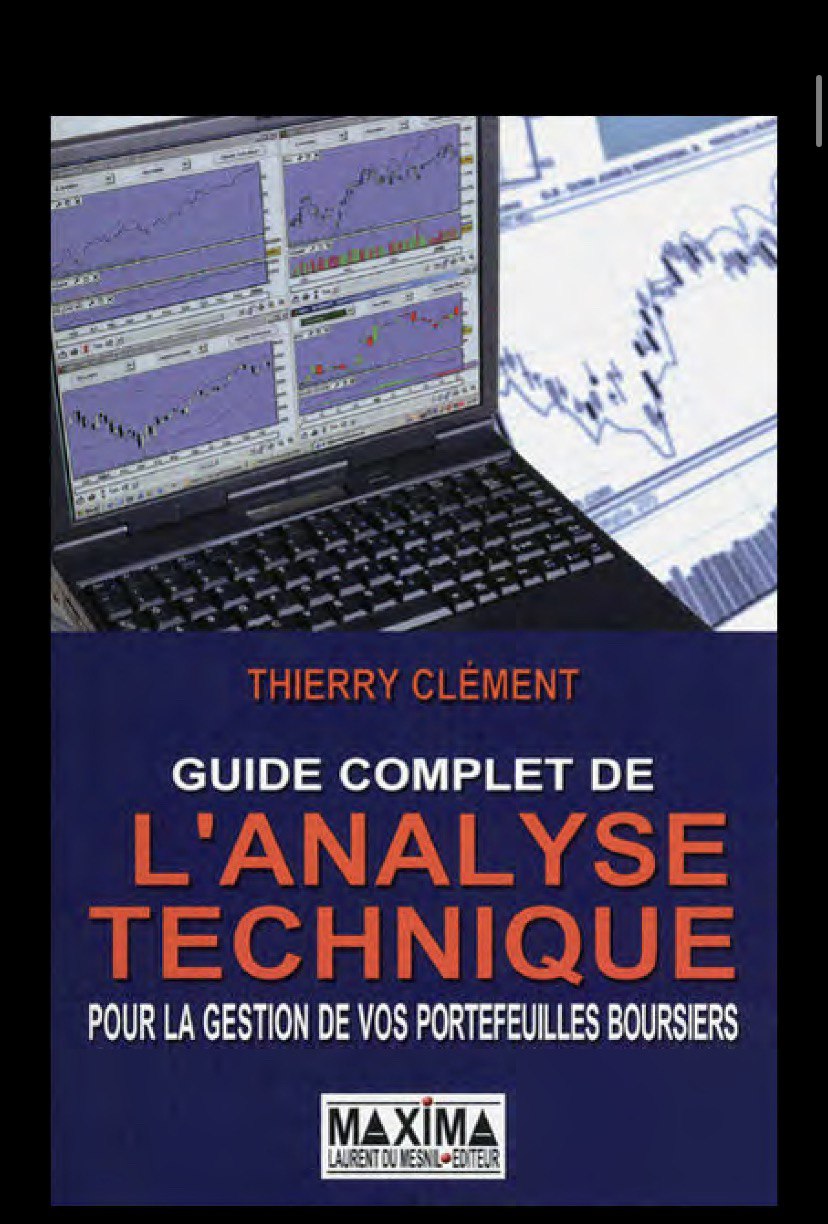 THIERRY CLÉMENT
GUIDE COMPLET DE
L'ANALYSE
TECHNIQUE
POUR LA GESTION DE VOS PORTEFEUILLES BOURSIERS
MAXIMA
LAURENT DU MESNIL ÉDITEUR